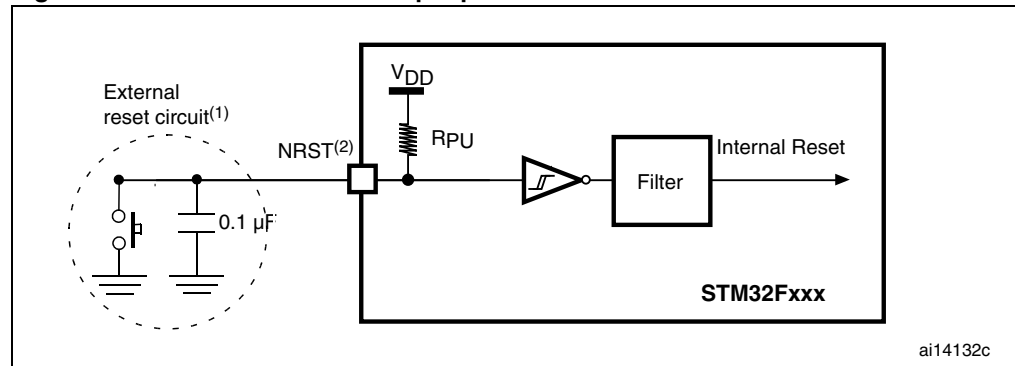 External
reset circuit(1)
VDD
NRST(2)
RPU
Internal Reset
Filter
0.1 µF
STM32Fxxx
ai14132c